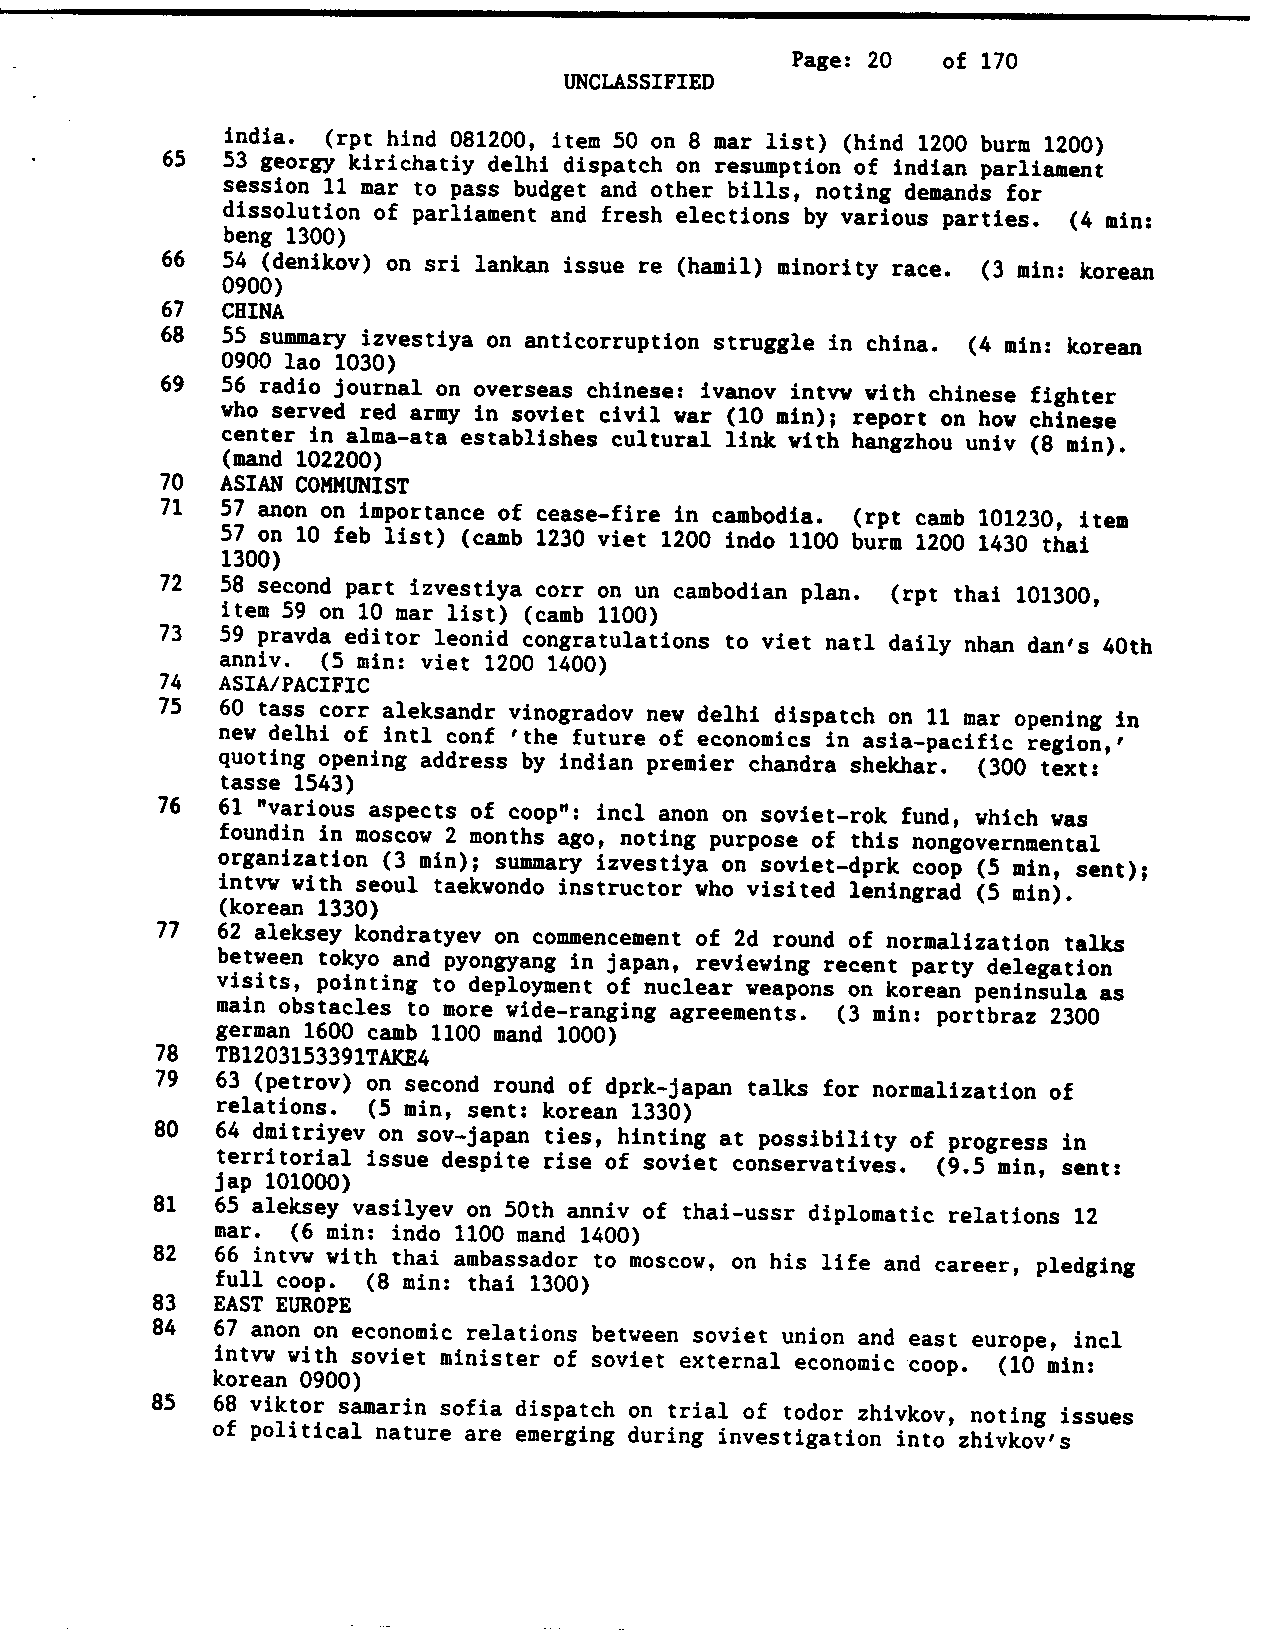 Page: 20 of 170
UNCLASSIFIED
india. (rpt hind 081200, item 50 on 8 mar list) (hind 1200 burm 1200)
65 53 georgy kirichatiy delhi dispatch on resumption of indian parliament
session 11 mar to pass budget and other bills, noting demands for
dissolution of parliament and fresh elections by various parties. (4 min:
beng 1300)
66 54 (denikov) on sri lankan issue re (hamil) minority race. (3 min: korean
0900)
67 CHINA
68 55 summary izvestiya on anticorruption struggle in china. (4 min: korean
0900 lao 1030)
69 56 radio journal on overseas chinese: ivanov intvw with chinese fighter
who served red army in soviet civil war (10 min); report on how chinese
center in alma-ata establishes cultural link with hangzhou univ (8 min).
(mand 102200)
70 ASIAN COMMUNIST
71 57 anon on importance of cease-fire in cambodia. (rpt camb 101230, item
57 on 10 feb list) (camb 1230 viet 1200 indo 1100 burm 1200 1430 thai
1300)
72 58 second part izvestiya corr on un cambodian plan. (rpt thai 101300,
item 59 on 10 mar list) (camb 1100)
73 59 pravda editor leonid congratulations to viet natl daily nhan dan's 40th
anniv. (5 min: viet 1200 1400)
74 ASIA/PACIFIC
75 60 tass corr aleksandr vinogradov new delhi dispatch on 11 mar opening in
new delhi of intl conf 'the future of economics in asia-pacific region,'
quoting opening address by indian premier chandra shekhar. (300 text:
tasse 1543)
76 61 "various aspects of coop": incl anon on soviet-rok fund, which was
foundin in moscow 2 months ago, noting purpose of this nongovernmental
organization (3 min); summary izvestiya on soviet-dprk coop (5 min, sent);
intvw with seoul taekwondo instructor who visited leningrad (5 min).
(korean 1330)
77 62 aleksey kondratyev on commencement of 2d round of normalization talks
between tokyo and pyongyang in japan, reviewing recent party delegation
visits, pointing to deployment of nuclear weapons on korean peninsula as
main obstacles to more wide-ranging agreements. (3 min: portbraz 2300
german 1600 camb 1100 mand 1000)
78 TB1203153391TAKE4
79 63 (petrov) on second round of dprk-japan talks for normalization of
relations. (5 min, sent: korean 1330)
80 64 dmitriyev on sov-japan ties, hinting at possibility of progress in
territorial issue despite rise of soviet conservatives. (9.5 min, sent:
jap 101000)
81 65 aleksey vasilyev on 50th anniv of thai-ussr diplomatic relations 12
mar. (6 min: indo 1100 mand 1400)
82 66 intvw with thai ambassador to moscow, on his life and career, pledging
full coop. (8 min: thai 1300)
83 EAST EUROPE
84 67 anon on economic relations between soviet union and east europe, incl
intvw with soviet minister of soviet external economic coop. (10 min:
korean 0900)
85 68 viktor samarin sofia dispatch on trial of todor zhivkov, noting issues
of political nature are emerging during investigation into zhivkov's